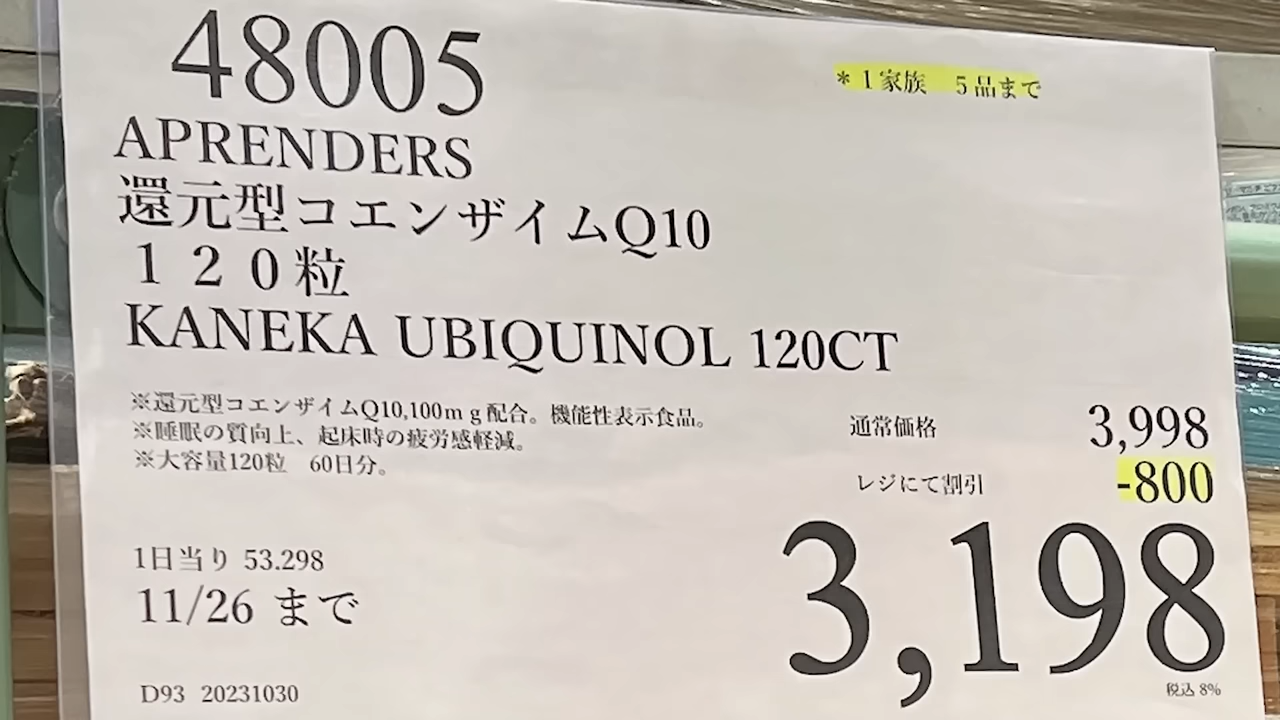 48005
*１家族　５品まで
APRENDERS
還元型コエンザイムQ10
１２０粒
KANEKA UBIQUINOL 120CT
※還元型コエンザイムQ10,100ｍｇ配合。機能性表示食品。
※睡眠の質向上、起床時の疲労感軽減。
※大容量120粒　60日分。
通常価格 3,998
レジにて割引 -800
3,198
税込 8%
1日当り 53.298
11/26 まで
D93 20231030